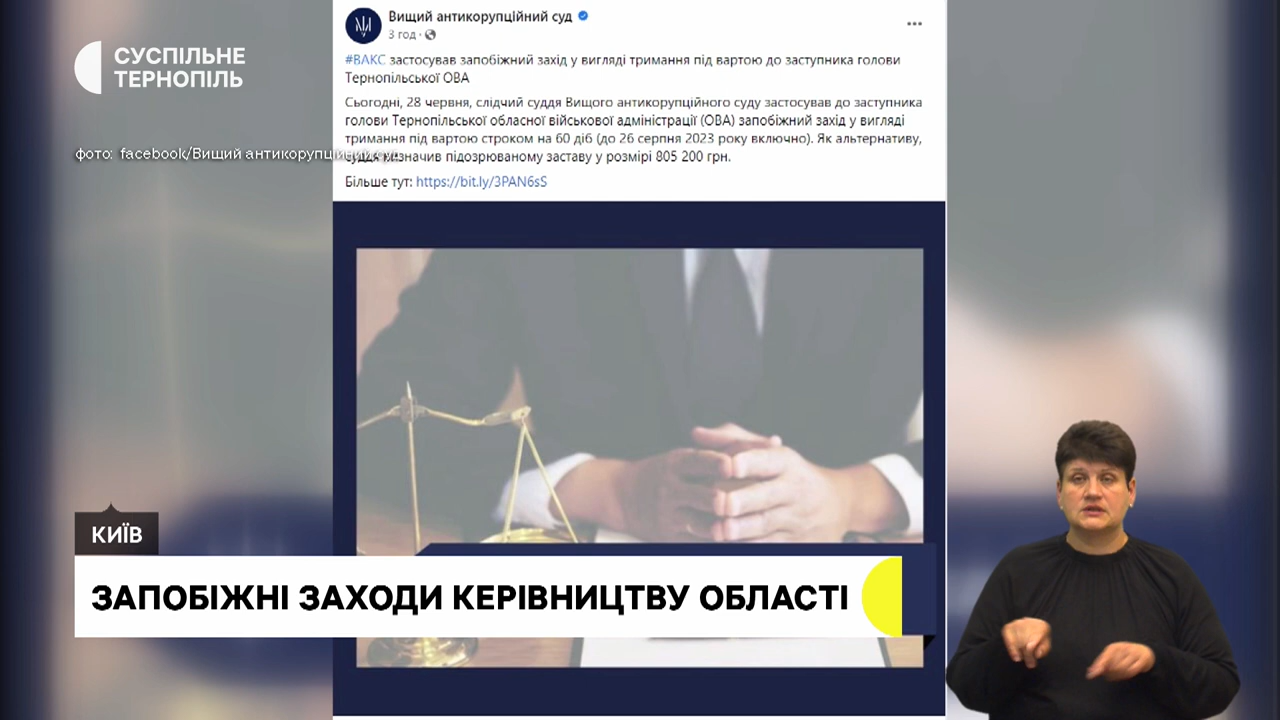 СУСПІЛЬНЕ
ТЕРНОПІЛЬ
Вищий антикорупційний суд
3 год ·
#ВАКС застосував запобіжний захід у вигляді тримання під вартою до заступника голови
Тернопільської ОВА
Сьогодні, 28 червня, слідчий суддя Вищого антикорупційного суду застосував до заступника
голови Тернопільської обласної військової адміністрації (ОВА) запобіжний захід у вигляді
тримання під вартою строком на 60 діб (до 26 серпня 2023 року включно). Як альтернативу,
суддя визначив підозрюваному заставу у розмірі 805 200 грн.
фото: facebook/Вищий антикорупційний суд
Більше тут: https://bit.ly/3PAN6sS
КИЇВ
ЗАПОБІЖНІ ЗАХОДИ КЕРІВНИЦТВУ ОБЛАСТІ